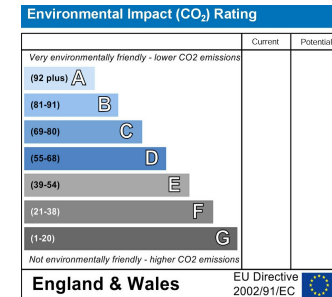 Environmental Impact (CO₂) Rating
Current Potential
Very environmentally friendly - lower CO2 emissions
(92 plus) A
(81-91) B
(69-80) C
(55-68) D
(39-54) E
(21-38) F
(1-20) G
Not environmentally friendly - higher CO2 emissions
England & Wales
EU Directive
2002/91/EC